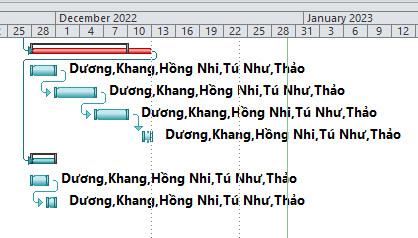 December 2022 January 2023
25 28 1 4 7 10 13 16 19 22 25 28 31 3 6 9 12
Dương,Khang,Hồng Nhi,Tú Như,Thảo
Dương,Khang,Hồng Nhi,Tú Như,Thảo
Dương,Khang,Hồng Nhi,Tú Như,Thảo
Dương,Khang,Hồng Nhi,Tú Như,Thảo
Dương,Khang,Hồng Nhi,Tú Như,Thảo
Dương,Khang,Hồng Nhi,Tú Như,Thảo